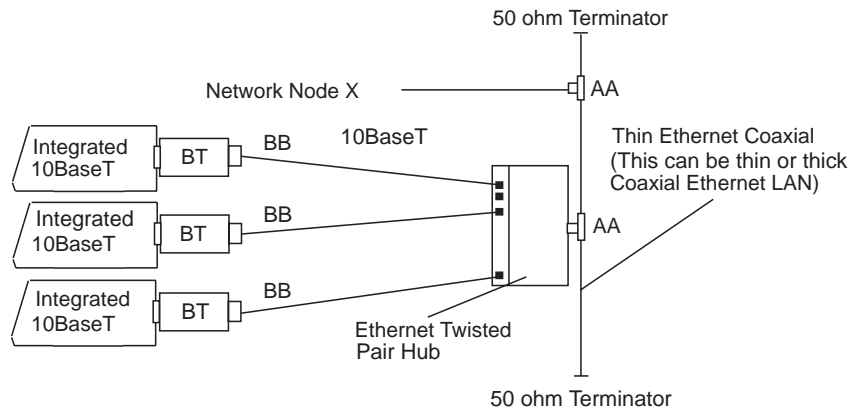 50 ohm Terminator
Network Node X
AA
Integrated
10BaseT
BT
BB
10BaseT
Thin Ethernet Coaxial
(This can be thin or thick
Coaxial Ethernet LAN)
Integrated
10BaseT
BT
BB
AA
Integrated
10BaseT
BT
BB
Ethernet Twisted
Pair Hub
50 ohm Terminator